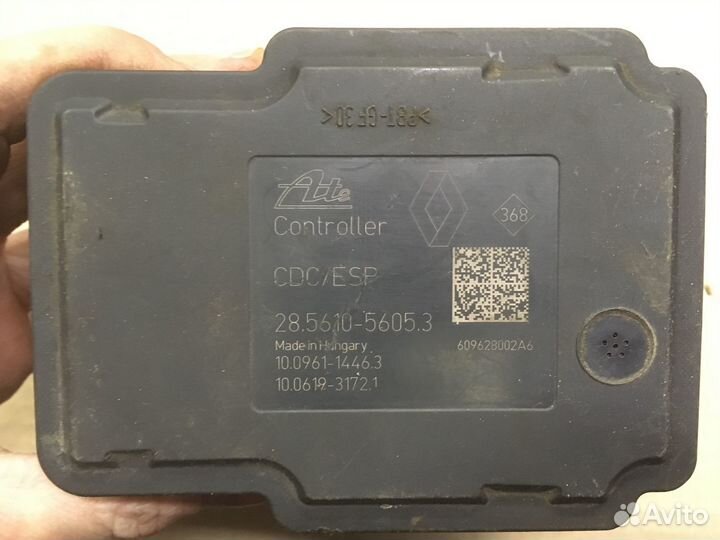 >PBT-GF30<
Ate
368
Controller
CDC/ESP
28.5610-5605.3
Made in Hungary
609628002A6
10.0961-1446.3
10.0619-3172.1
Avito